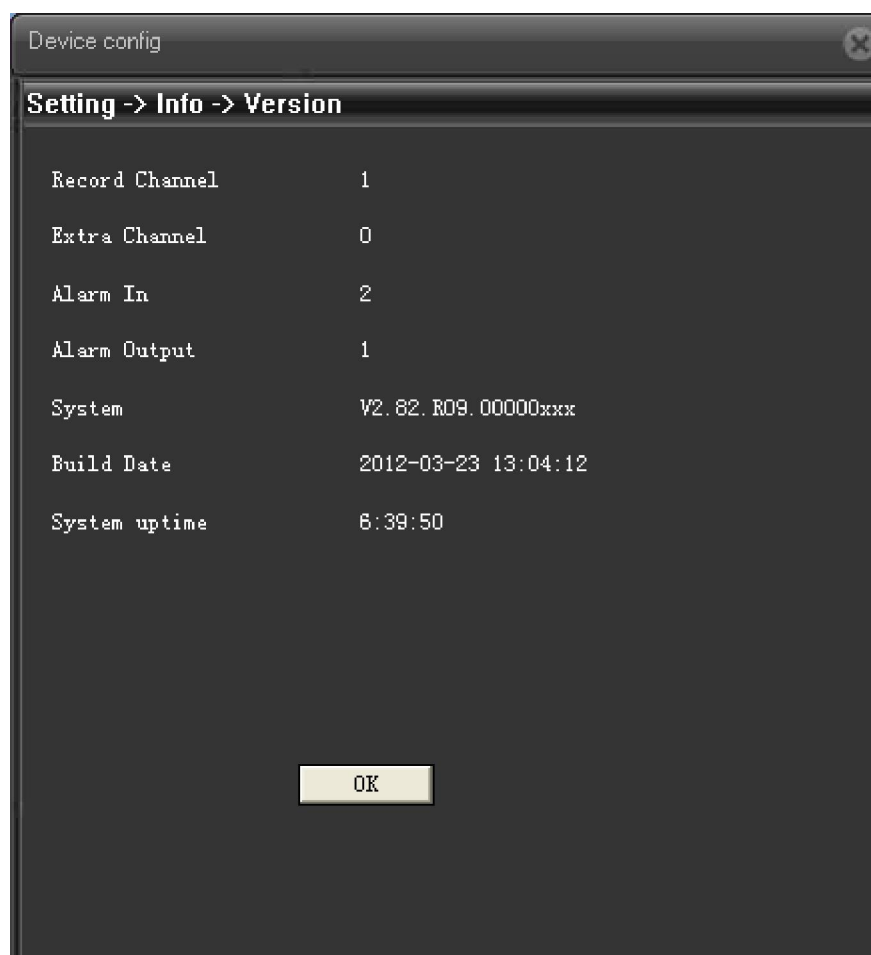 Device config
Setting -> Info -> Version
Record Channel 1
Extra Channel 0
Alarm In 2
Alarm Output 1
System V2.82.R09.00000xxx
Build Date 2012-03-23 13:04:12
System uptime 6:39:50
OK